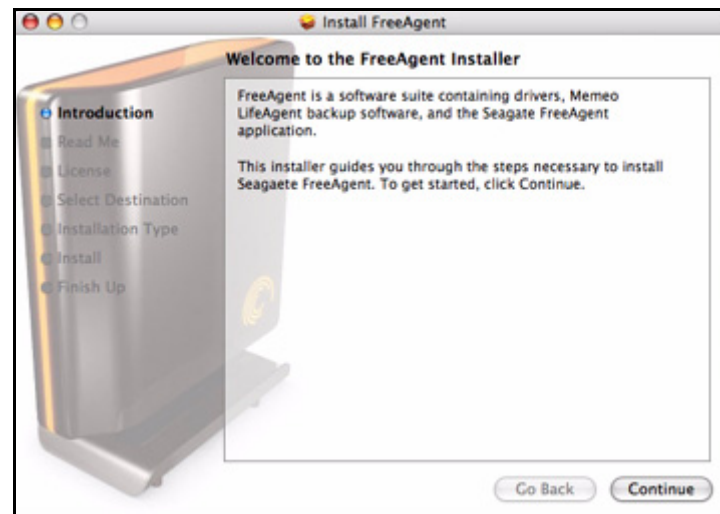 Install FreeAgent
Welcome to the FreeAgent Installer
Introduction
Read Me
License
Select Destination
Installation Type
Install
Finish Up
FreeAgent is a software suite containing drivers, Memeo
LifeAgent backup software, and the Seagate FreeAgent
application.
This installer guides you through the steps necessary to install
Seagaete FreeAgent. To get started, click Continue.
Go Back
Continue